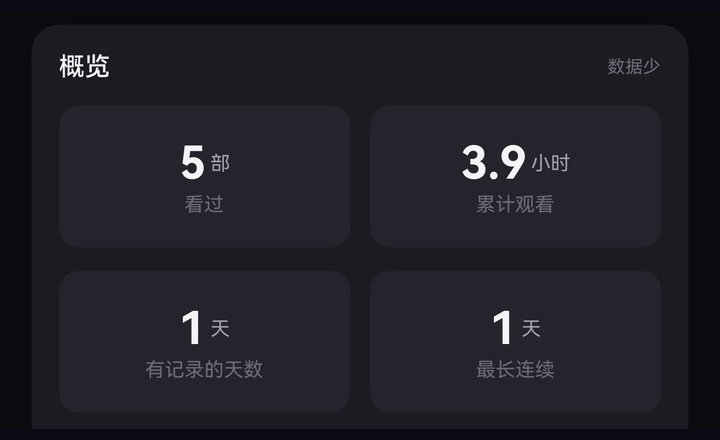 概览
数据少
5 部
看过
3.9 小时
累计观看
1 天
有记录的天数
1 天
最长连续